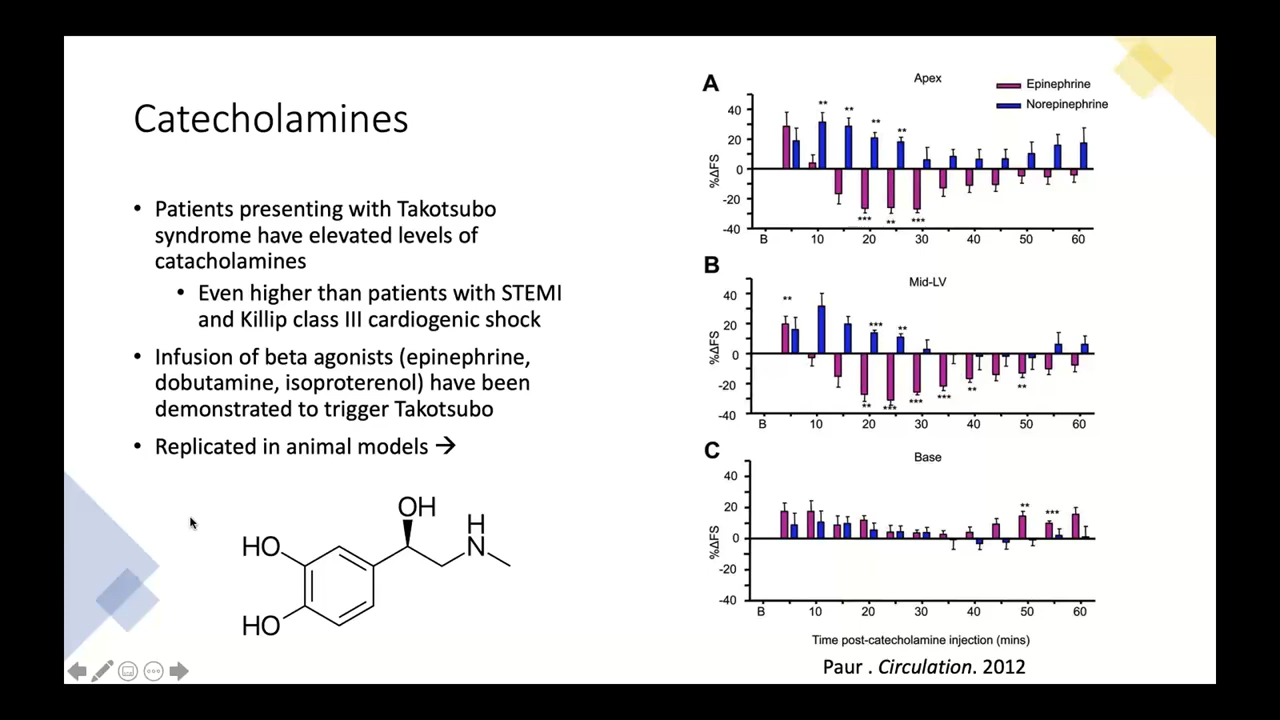 Catecholamines
• Patients presenting with Takotsubo
syndrome have elevated levels of
catacholamines
• Even higher than patients with STEMI
and Killip class III cardiogenic shock
• Infusion of beta agonists (epinephrine,
dobutamine, isoproterenol) have been
demonstrated to trigger Takotsubo
• Replicated in animal models →
OH
H
N
HO
HO
A
Apex
Epinephrine
Norepinephrine
%ΔFS
40
20
0
-20
-40
** ** ** **
*** ** ***
B 10 20 30 40 50 60
B
Mid-LV
%ΔFS
40
20
0
-20
-40
** *** **
** *** *** *** ** **
B 10 20 30 40 50 60
C
Base
%ΔFS
40
20
0
-20
-40
** ***
B 10 20 30 40 50 60
Time post-catecholamine injection (mins)
Paur . Circulation. 2012